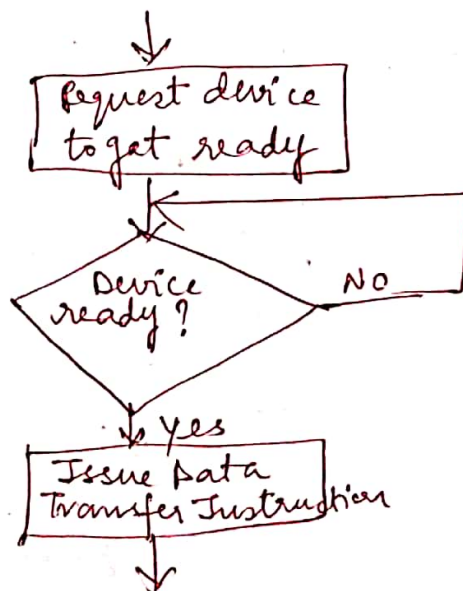 Request device
to get ready
Device
ready?
NO
Yes
Issue Data
Transfer Instruction